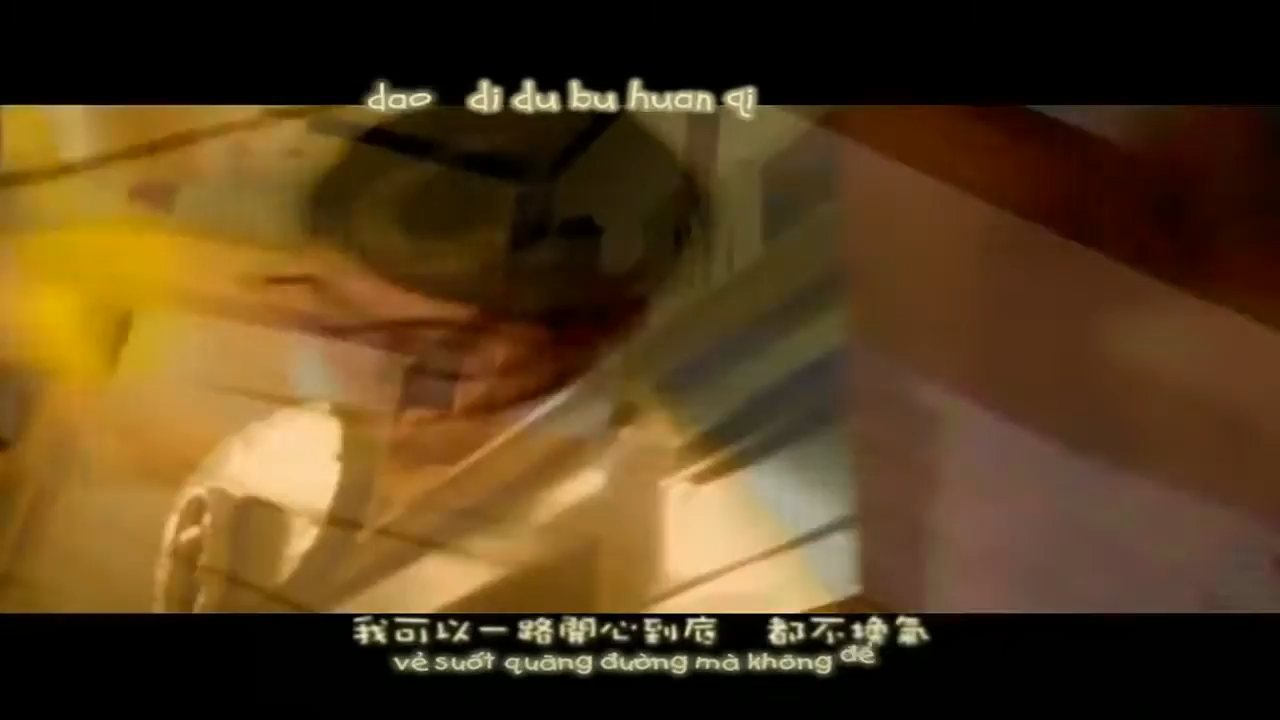 dao di du bu huan qi
我可以一路開心到底 都不換氣
vẻ suốt quãng đường mà không để